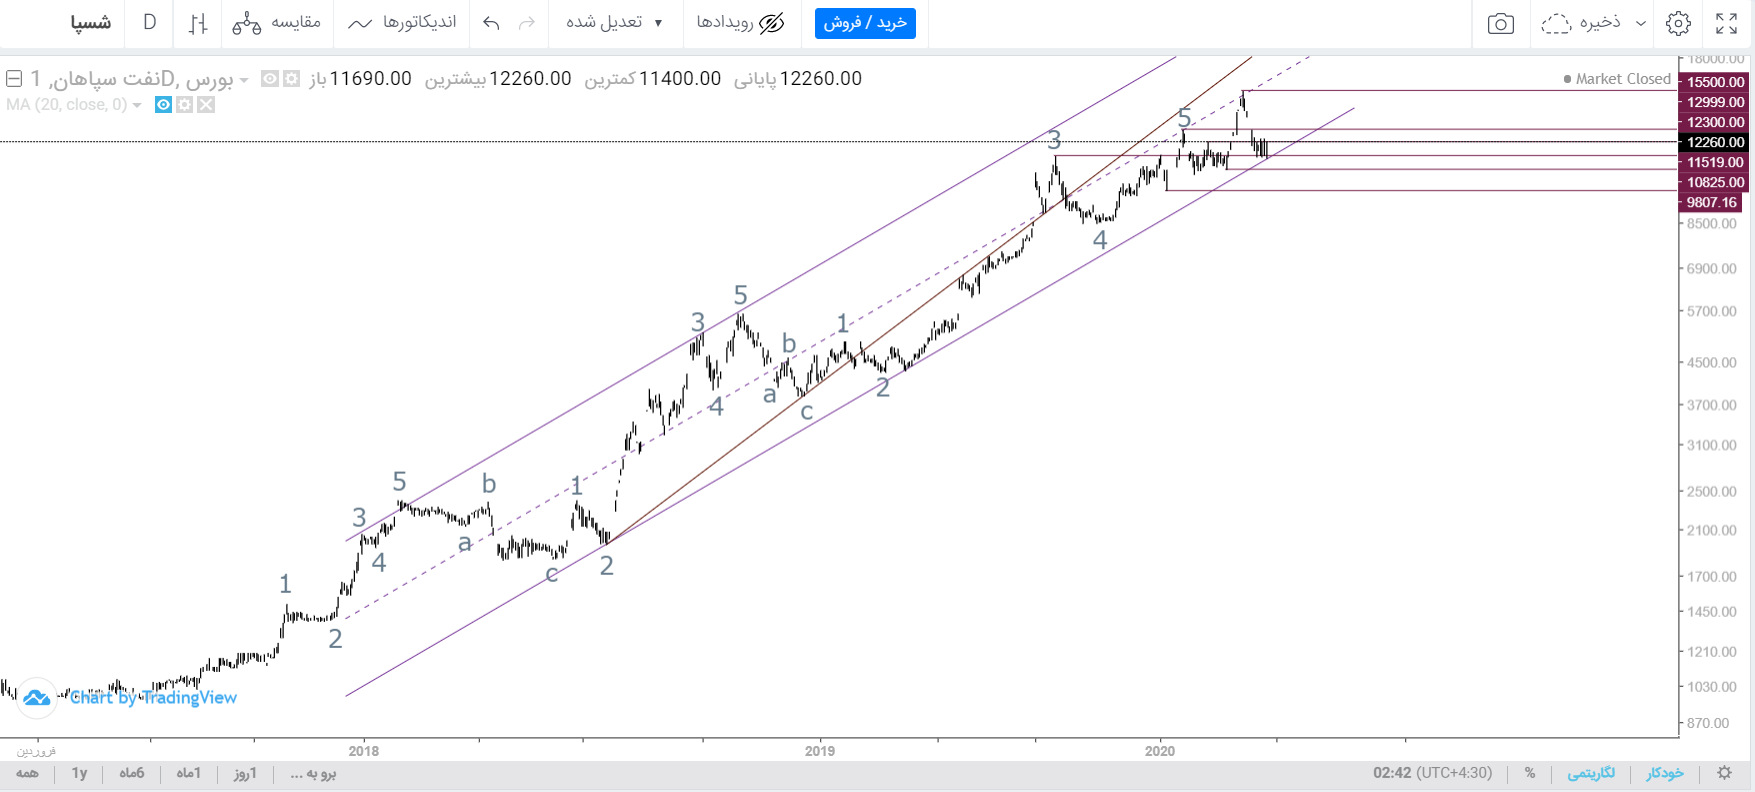 شسپا D مقایسه اندیکاتورها تعدیل شده رویدادها خرید / فروش ذخیره
نفت سپاهان, 1D, بورس باز 11690.00 بیشترین 12260.00 کمترین 11400.00 پایانی 12260.00
MA (20, close, 0)
Market Closed
18000.00
15500.00
12999.00
12300.00
12260.00
11519.00
10825.00
9807.16
8500.00
6900.00
5700.00
4500.00
3700.00
3100.00
2500.00
2100.00
1700.00
1450.00
1210.00
1030.00
870.00
1
2
3
4
5
a
b
c
1
2
3
4
5
a
b
c
1
2
3
4
5
Chart by TradingView
فروردین 2018 2019 2020
همه 1y 6ماه 1ماه 1روز برو به ... 02:42 (UTC+4:30) % لگاریتمی خودکار